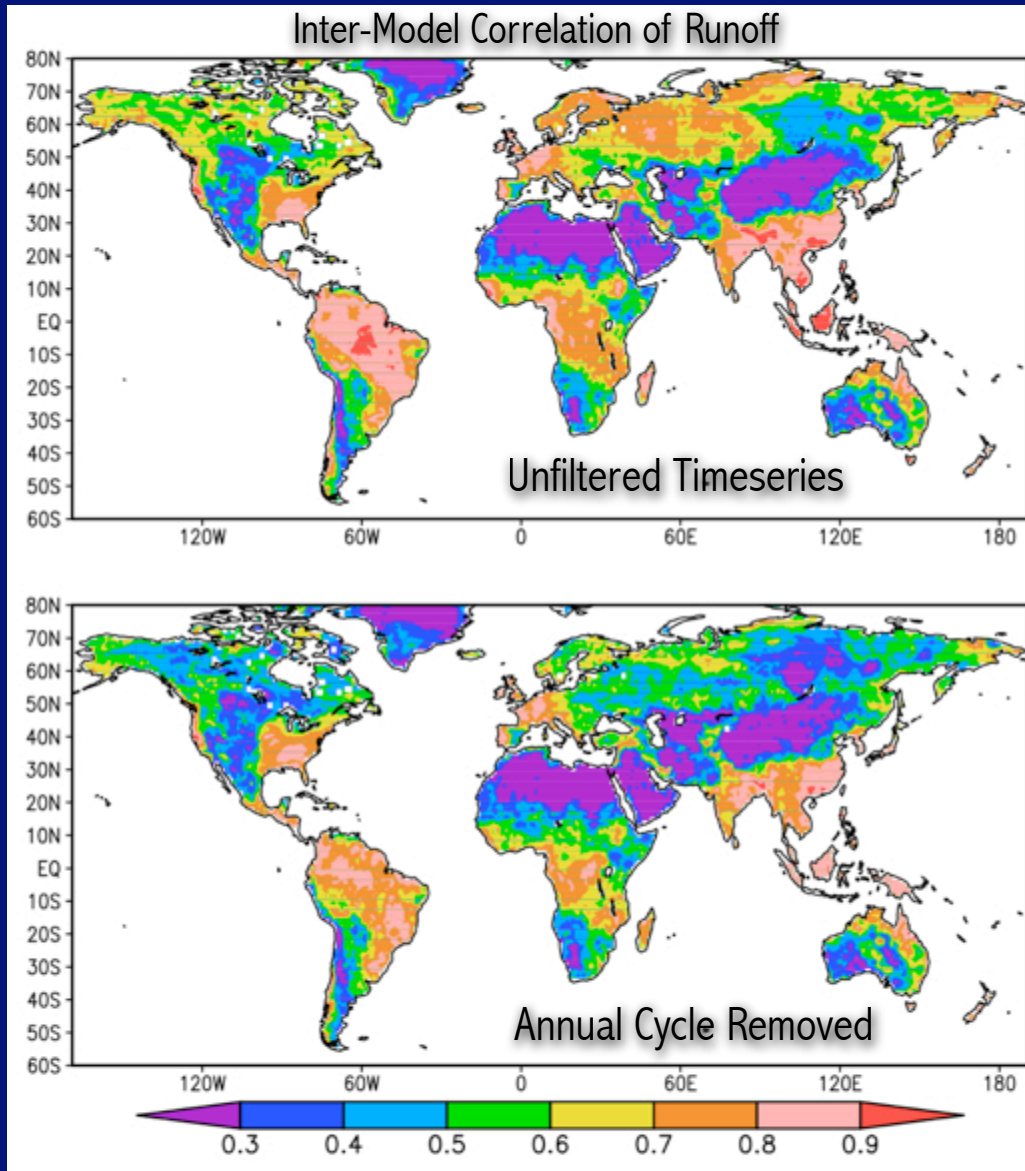 Inter-Model Correlation of Runoff
80N
70N
60N
50N
40N
30N
20N
10N
EQ
10S
20S
30S
40S
50S
60S
Unfiltered Timeseries
120W 60W 0 60E 120E 180
80N
70N
60N
50N
40N
30N
20N
10N
EQ
10S
20S
30S
40S
50S
60S
Annual Cycle Removed
120W 60W 0 60E 120E 180
0.3 0.4 0.5 0.6 0.7 0.8 0.9